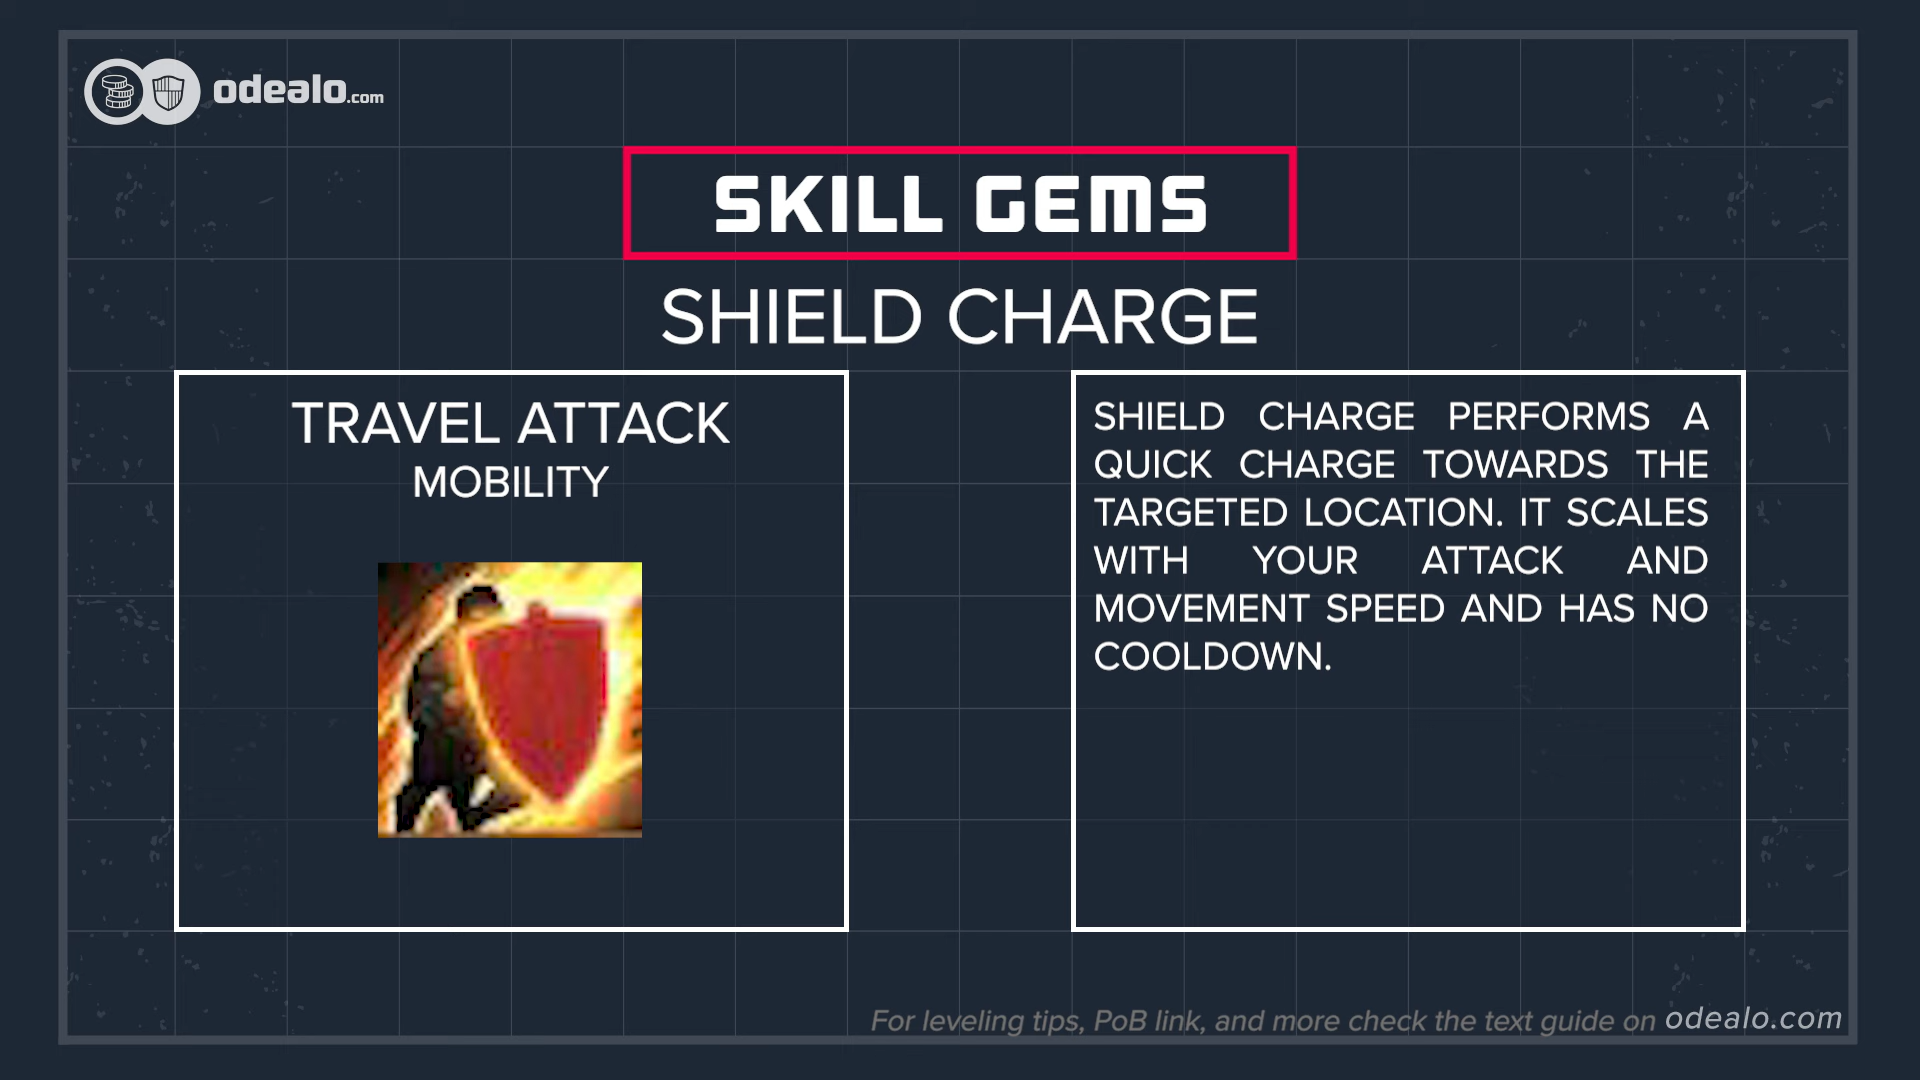 odealo.com
SKILL GEMS
SHIELD CHARGE
TRAVEL ATTACK
MOBILITY
SHIELD CHARGE PERFORMS A
QUICK CHARGE TOWARDS THE
TARGETED LOCATION. IT SCALES
WITH YOUR ATTACK AND
MOVEMENT SPEED AND HAS NO
COOLDOWN.
For leveling tips, PoB link, and more check the text guide on odealo.com